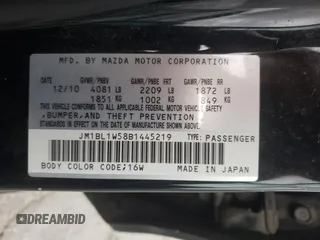 MFD. BY MAZDA MOTOR CORPORATION
GVWR/PNBV GAWR/PNBE FRT GAWR/PNBE RR
12/10 4081 LB 2209 LB 1872 LB
1851 KG 1002 KG 849 KG
THIS VEHICLE CONFORMS TO ALL APPLICABLE
FEDERAL MOTOR VEHICLE SAFETY,
BUMPER, AND THEFT PREVENTION
STANDARDS IN EFFECT ON THE DATE OF
MANUFACTURE SHOWN ABOVE.
JM1BL1W58B1445219 TYPE:PASSENGER
BODY COLOR CODE:16W MADE IN JAPAN
DREAMBID